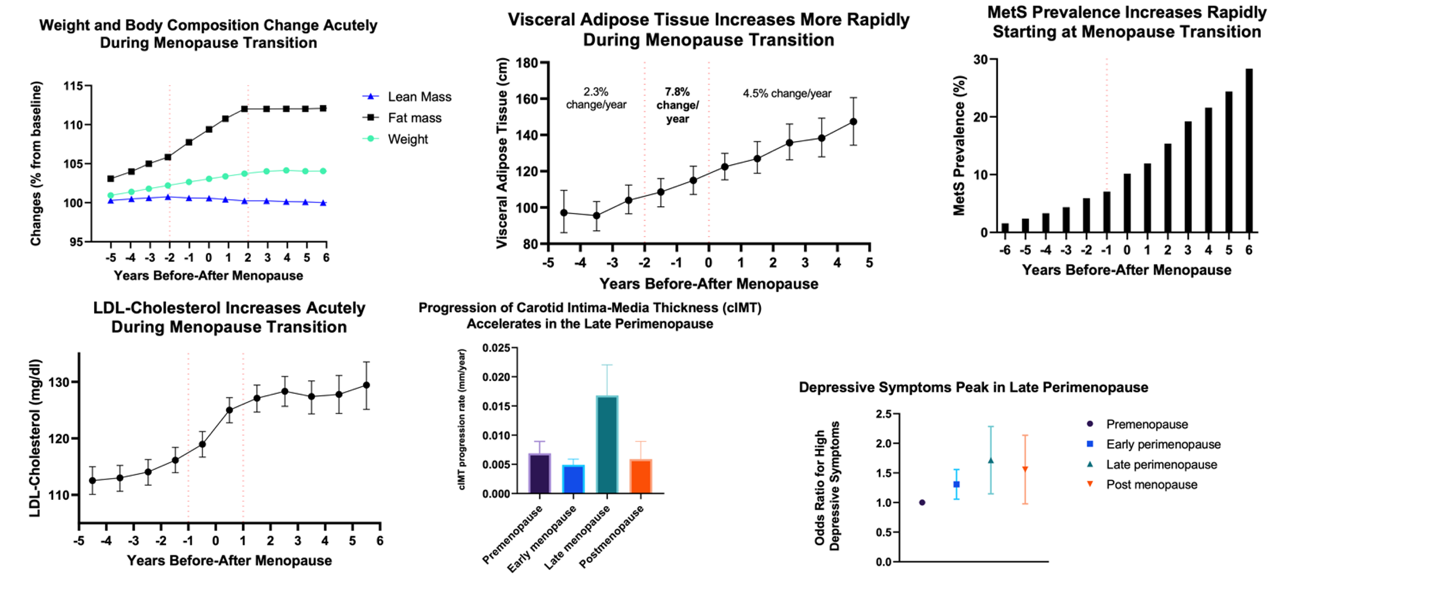 Weight and Body Composition Change Acutely
During Menopause Transition
Changes (% from baseline)
115
110
105
100
95
-5 -4 -3 -2 -1 0 1 2 3 4 5 6
Years Before-After Menopause
Lean Mass
Fat mass
Weight
Visceral Adipose Tissue Increases More Rapidly
During Menopause Transition
Visceral Adipose Tissue (cm)
180
160
140
120
100
80
2.3%
change/year
7.8%
change/
year
4.5% change/year
-5 -4 -3 -2 -1 0 1 2 3 4 5
Years Before-After Menopause
MetS Prevalence Increases Rapidly
Starting at Menopause Transition
MetS Prevalence (%)
30
20
10
0
-6 -5 -4 -3 -2 -1 0 1 2 3 4 5 6
Years Before-After Menopause
LDL-Cholesterol Increases Acutely
During Menopause Transition
LDL-Cholesterol (mg/dl)
130
120
110
-5 -4 -3 -2 -1 0 1 2 3 4 5 6
Years Before-After Menopause
Progression of Carotid Intima-Media Thickness (cIMT)
Accelerates in the Late Perimenopause
cIMT progression rate (mm/year)
0.025
0.020
0.015
0.010
0.005
0.000
Premenopause
Early menopause
Late menopause
Postmenopause
Depressive Symptoms Peak in Late Perimenopause
Odds Ratio for High
Depressive Symptoms
2.5
2.0
1.5
1.0
0.5
0.0
Premenopause
Early perimenopause
Late perimenopause
Post menopause